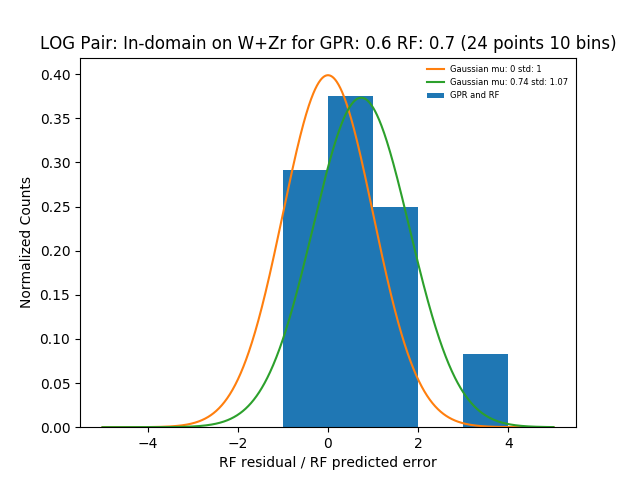 LOG Pair: In-domain on W+Zr for GPR: 0.6 RF: 0.7 (24 points 10 bins)
Gaussian mu: 0 std: 1
Gaussian mu: 0.74 std: 1.07
GPR and RF
Normalized Counts
0.40
0.35
0.30
0.25
0.20
0.15
0.10
0.05
0.00
−4 −2 0 2 4
RF residual / RF predicted error